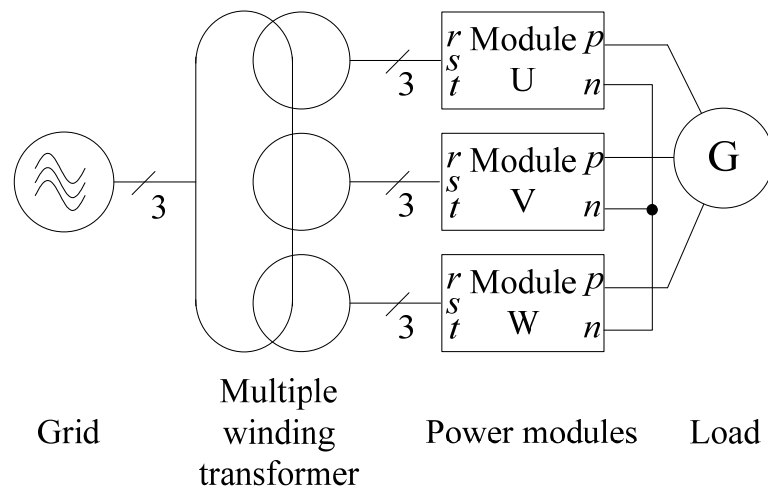 r Module p
s
t U n
3
r Module p
s
t V n
3
r Module p
s
t W n
3
3
G
Grid
Multiple
winding
transformer
Power modules
Load